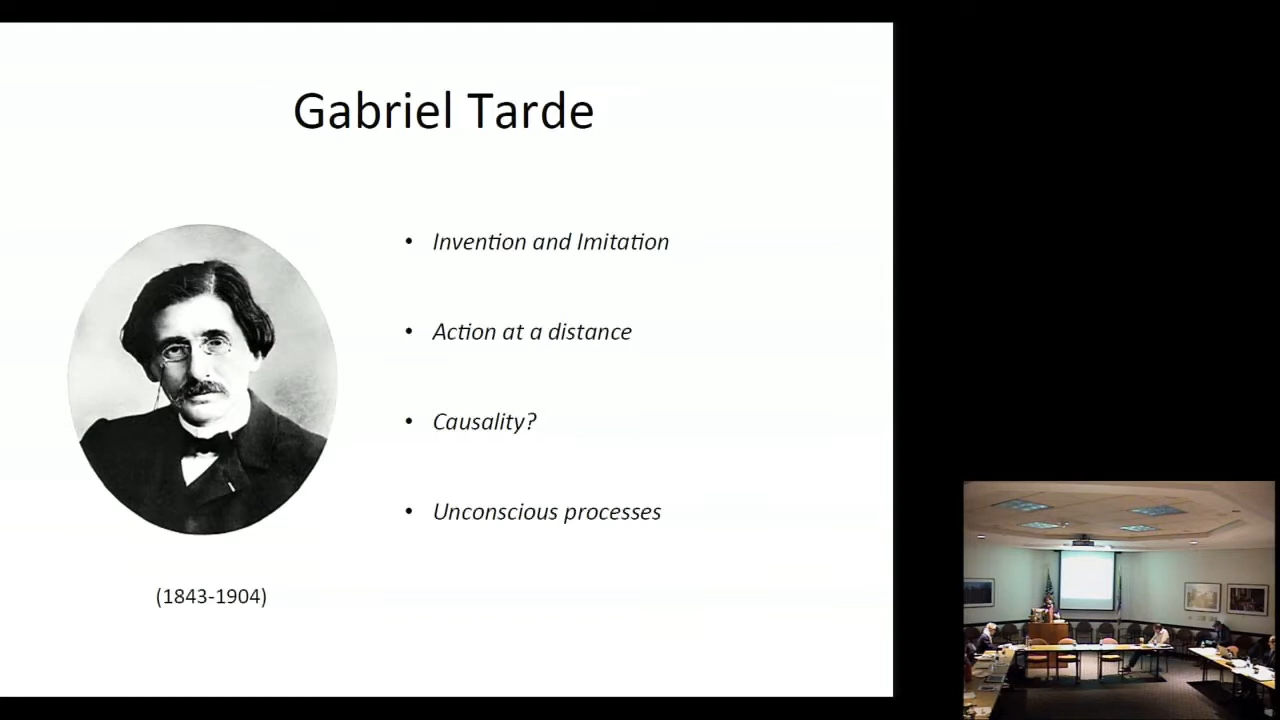 Gabriel Tarde
• Invention and Imitation
• Action at a distance
• Causality?
• Unconscious processes
(1843-1904)